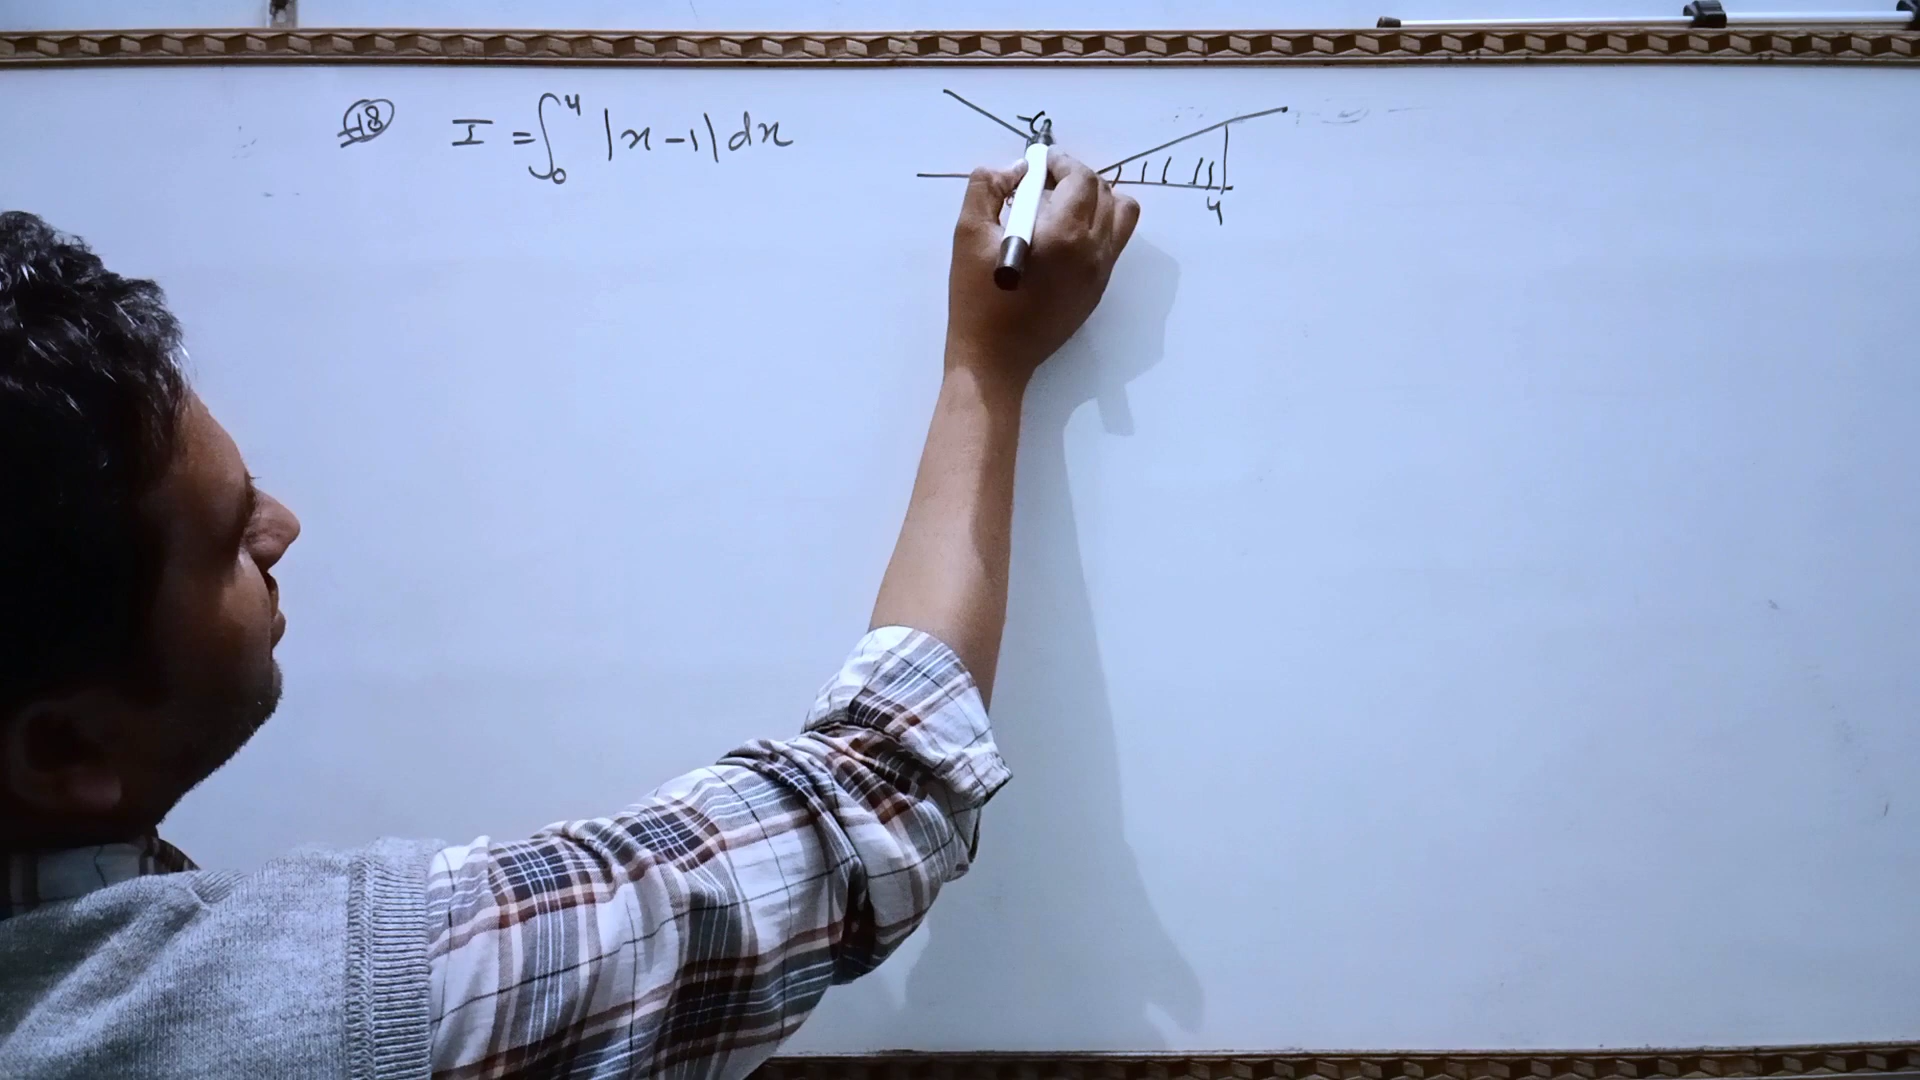 18 I = ∫₀⁴ |x-1| dx
4